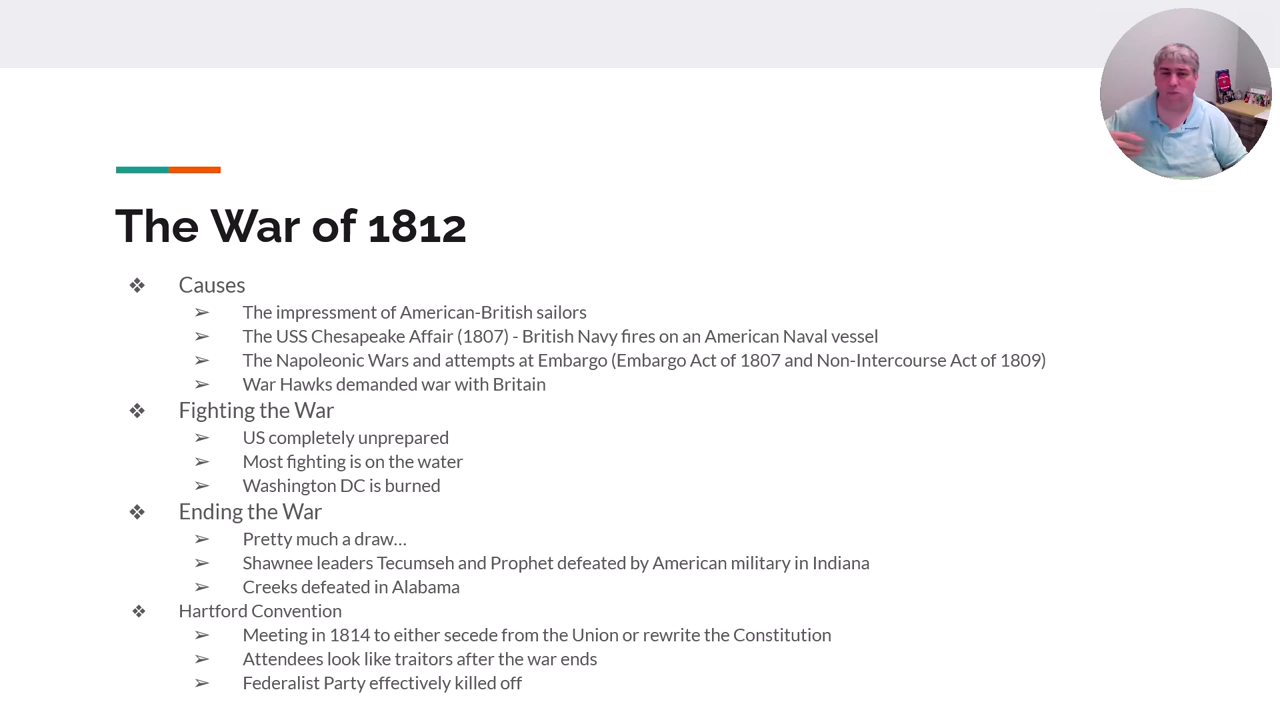 The War of 1812
❖ Causes
➢ The impressment of American-British sailors
➢ The USS Chesapeake Affair (1807) - British Navy fires on an American Naval vessel
➢ The Napoleonic Wars and attempts at Embargo (Embargo Act of 1807 and Non-Intercourse Act of 1809)
➢ War Hawks demanded war with Britain
❖ Fighting the War
➢ US completely unprepared
➢ Most fighting is on the water
➢ Washington DC is burned
❖ Ending the War
➢ Pretty much a draw…
➢ Shawnee leaders Tecumseh and Prophet defeated by American military in Indiana
➢ Creeks defeated in Alabama
❖ Hartford Convention
➢ Meeting in 1814 to either secede from the Union or rewrite the Constitution
➢ Attendees look like traitors after the war ends
➢ Federalist Party effectively killed off